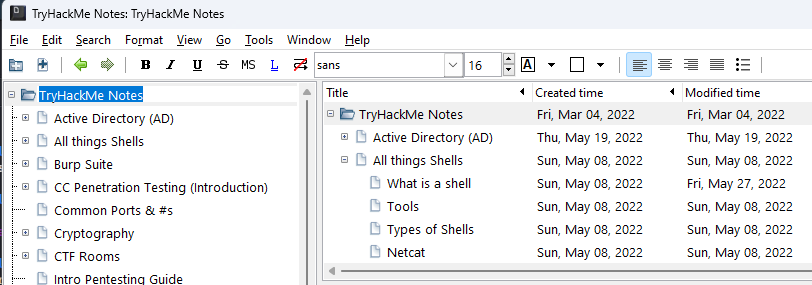 TryHackMe Notes: TryHackMe Notes
File Edit Search Format View Go Tools Window Help
B I U S MS L sans 16 A
TryHackMe Notes
Active Directory (AD)
All things Shells
Burp Suite
CC Penetration Testing (Introduction)
Common Ports & #s
Cryptography
CTF Rooms
Intro Pentesting Guide
Title Created time Modified time
TryHackMe Notes Fri, Mar 04, 2022 Fri, Mar 04, 2022
Active Directory (AD) Thu, May 19, 2022 Thu, May 19, 2022
All things Shells Sun, May 08, 2022 Sun, May 08, 2022
What is a shell Sun, May 08, 2022 Fri, May 27, 2022
Tools Sun, May 08, 2022 Sun, May 08, 2022
Types of Shells Sun, May 08, 2022 Sun, May 08, 2022
Netcat Sun, May 08, 2022 Sun, May 08, 2022